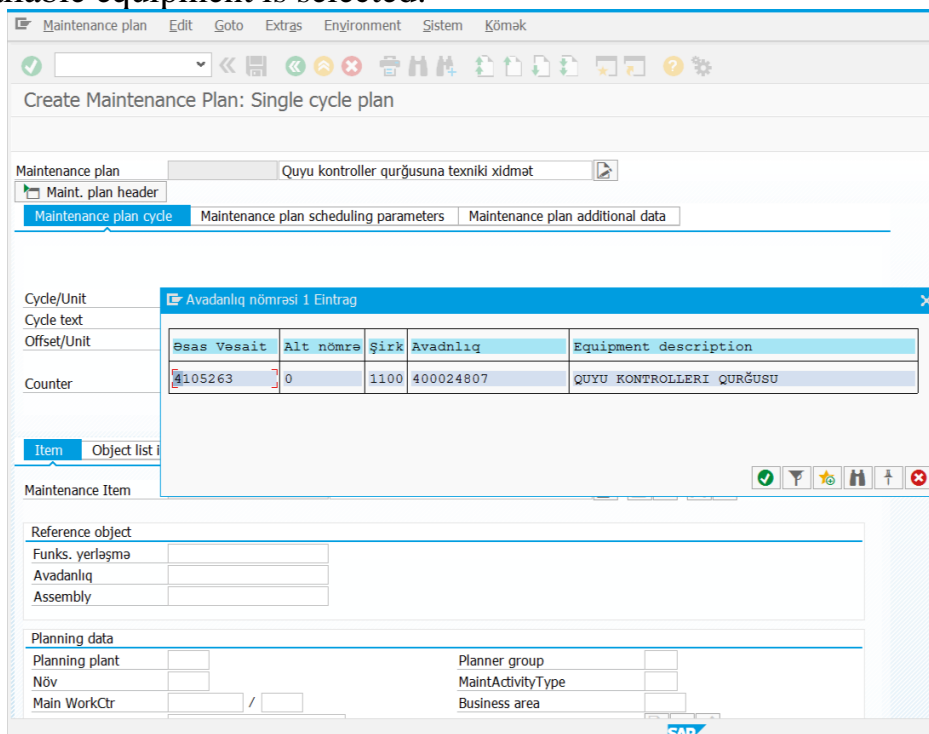 equipment is selected.
Maintenance plan Edit Goto Extras Environment Sistem Kömək
Create Maintenance Plan: Single cycle plan
Maintenance plan Quyu kontroller qurğusuna texniki xidmət
Maint. plan header
Maintenance plan cycle Maintenance plan scheduling parameters Maintenance plan additional data
Cycle/Unit
Avadanlıq nömrəsi 1 Eintrag
Cycle text
Offset/Unit
Əsas Vəsait Alt nömrə Şirk Avadnlıq Equipment description
Counter
4105263 0 1100 400024807 QUYU KONTROLLERI QURĞUSU
Item Object list i
Maintenance Item
Reference object
Funks. yerləşmə
Avadanlıq
Assembly
Planning data
Planning plant Planner group
Növ MaintActivityType
Main WorkCtr / Business area
SAP